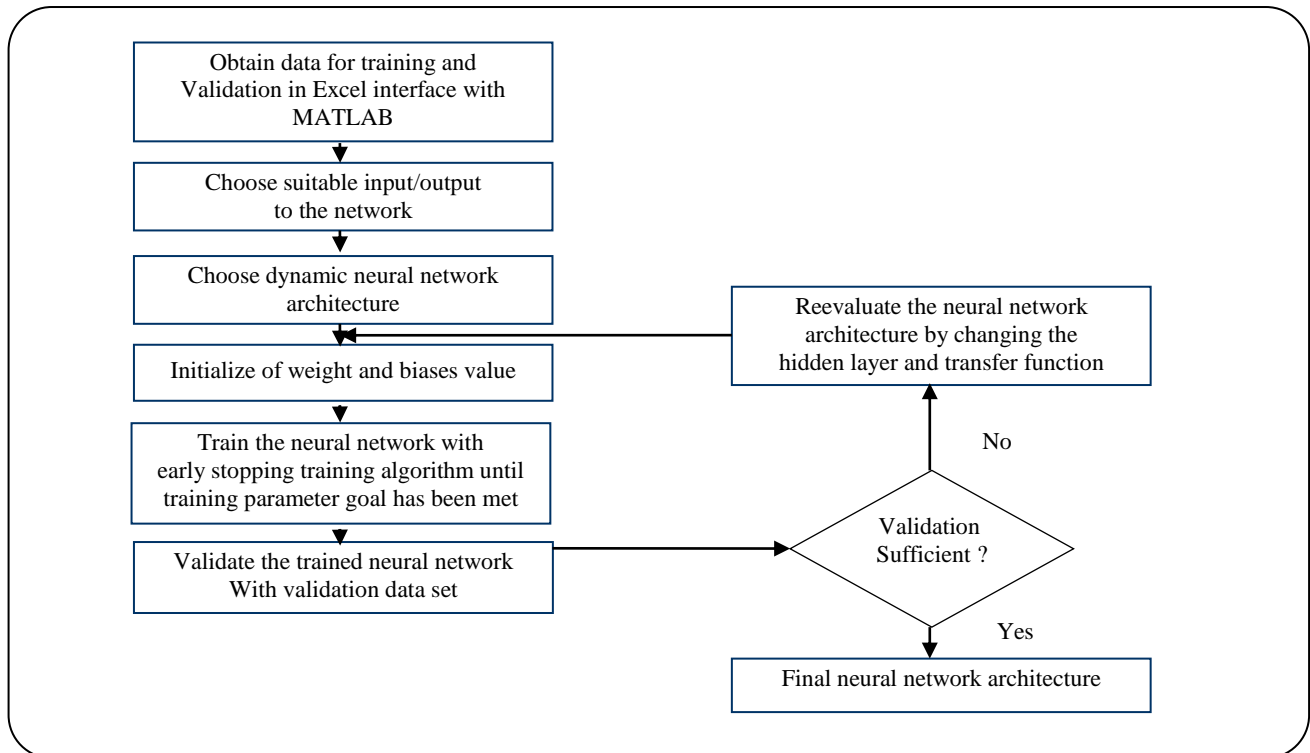 Obtain data for training and
Validation in Excel interface with
MATLAB
Choose suitable input/output
to the network
Choose dynamic neural network
architecture
Initialize of weight and biases value
Train the neural network with
early stopping training algorithm until
training parameter goal has been met
Validate the trained neural network
With validation data set
Reevaluate the neural network
architecture by changing the
hidden layer and transfer function
No
Validation
Sufficient ?
Yes
Final neural network architecture